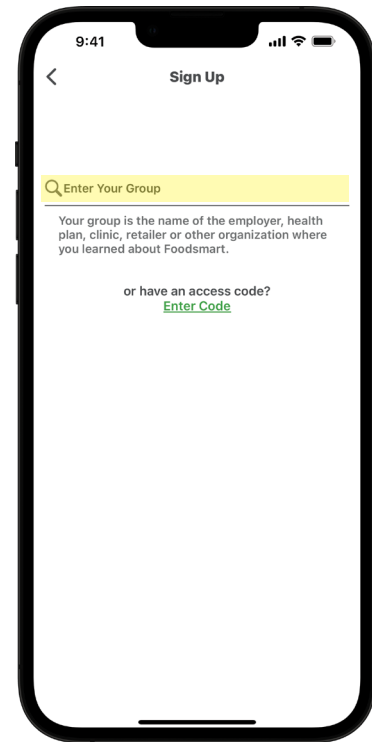 9:41
Sign Up
Enter Your Group
Your group is the name of the employer, health
plan, clinic, retailer or other organization where
you learned about Foodsmart.
or have an access code?
Enter Code